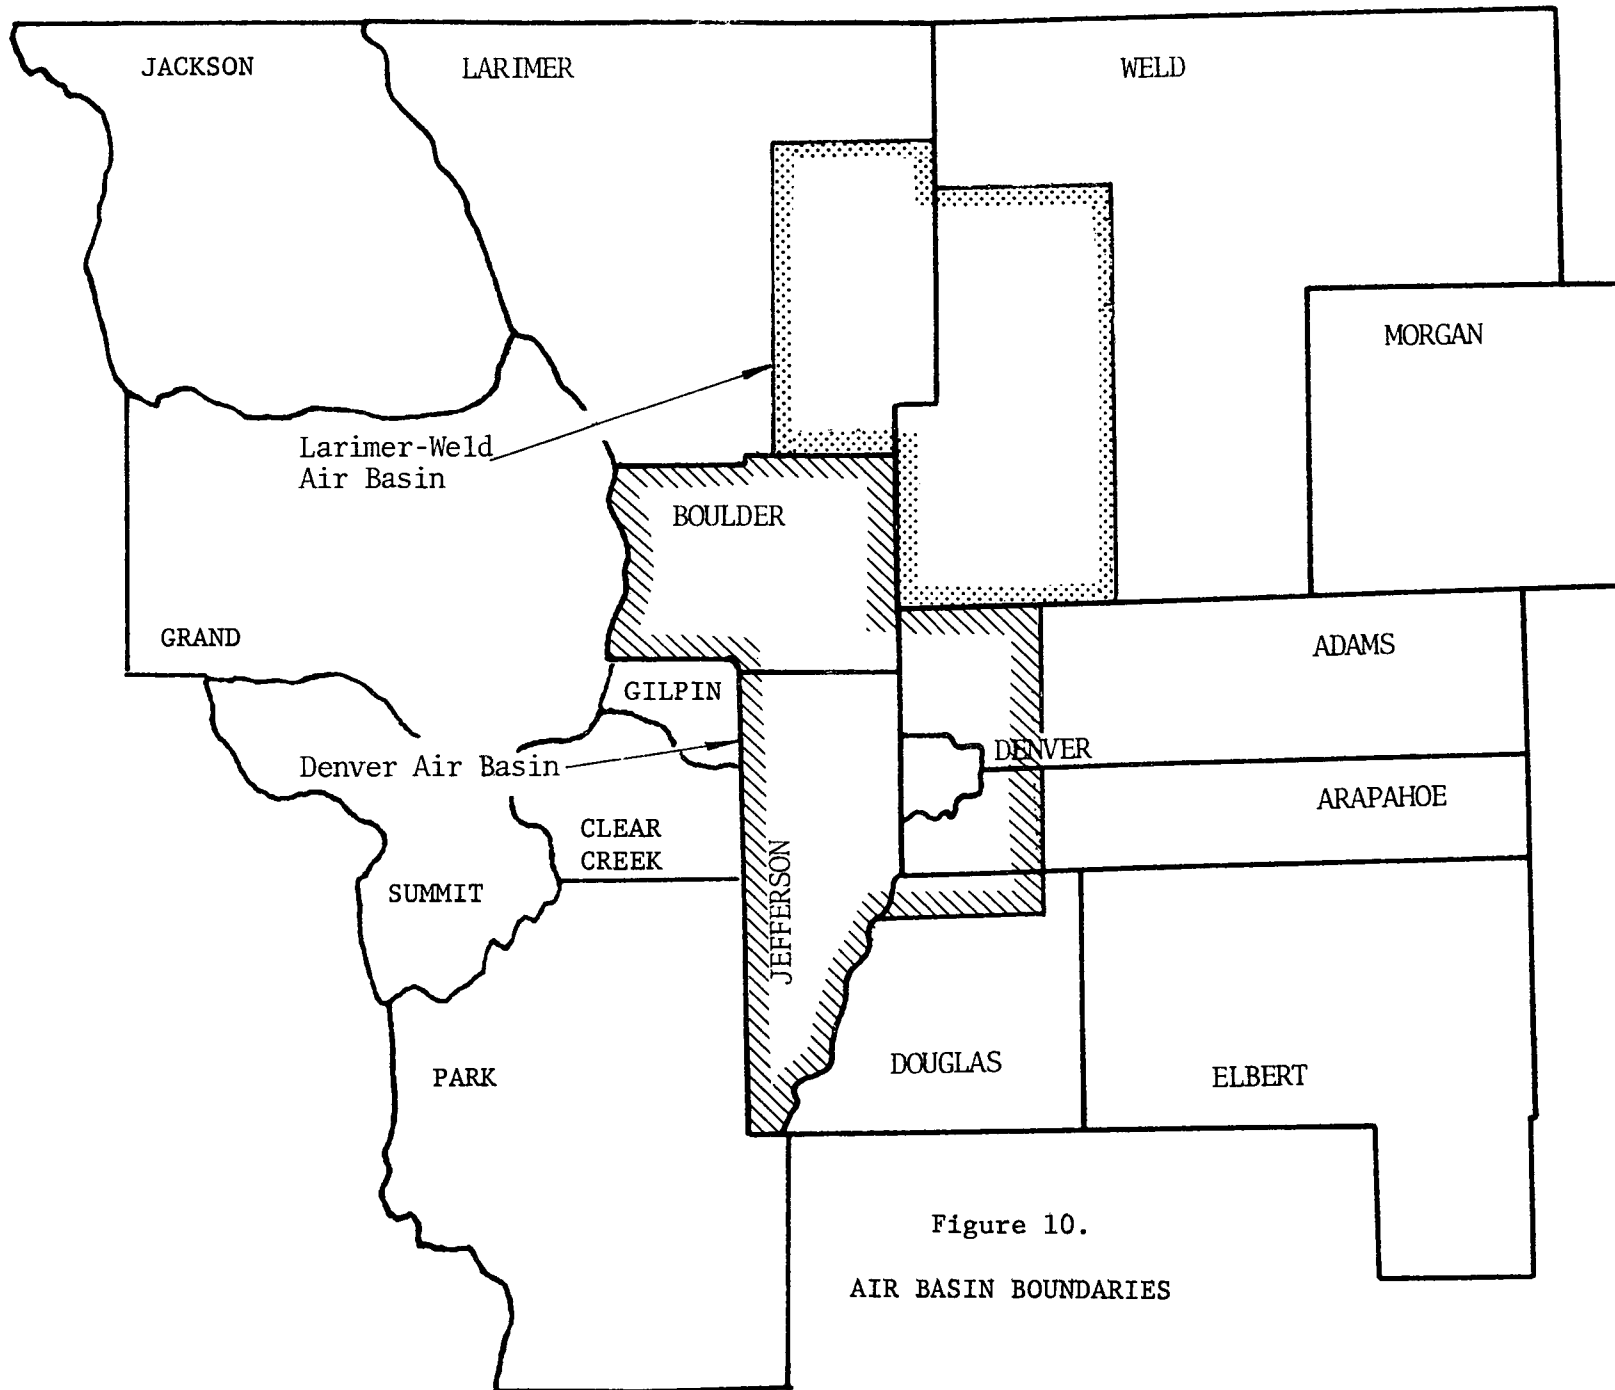 JACKSON
LARIMER
WELD
MORGAN
Larimer-Weld
Air Basin
BOULDER
GRAND
ADAMS
GILPIN
DENVER
Denver Air Basin
ARAPAHOE
CLEAR
CREEK
JEFFERSON
SUMMIT
DOUGLAS
PARK
ELBERT
Figure 10.
AIR BASIN BOUNDARIES